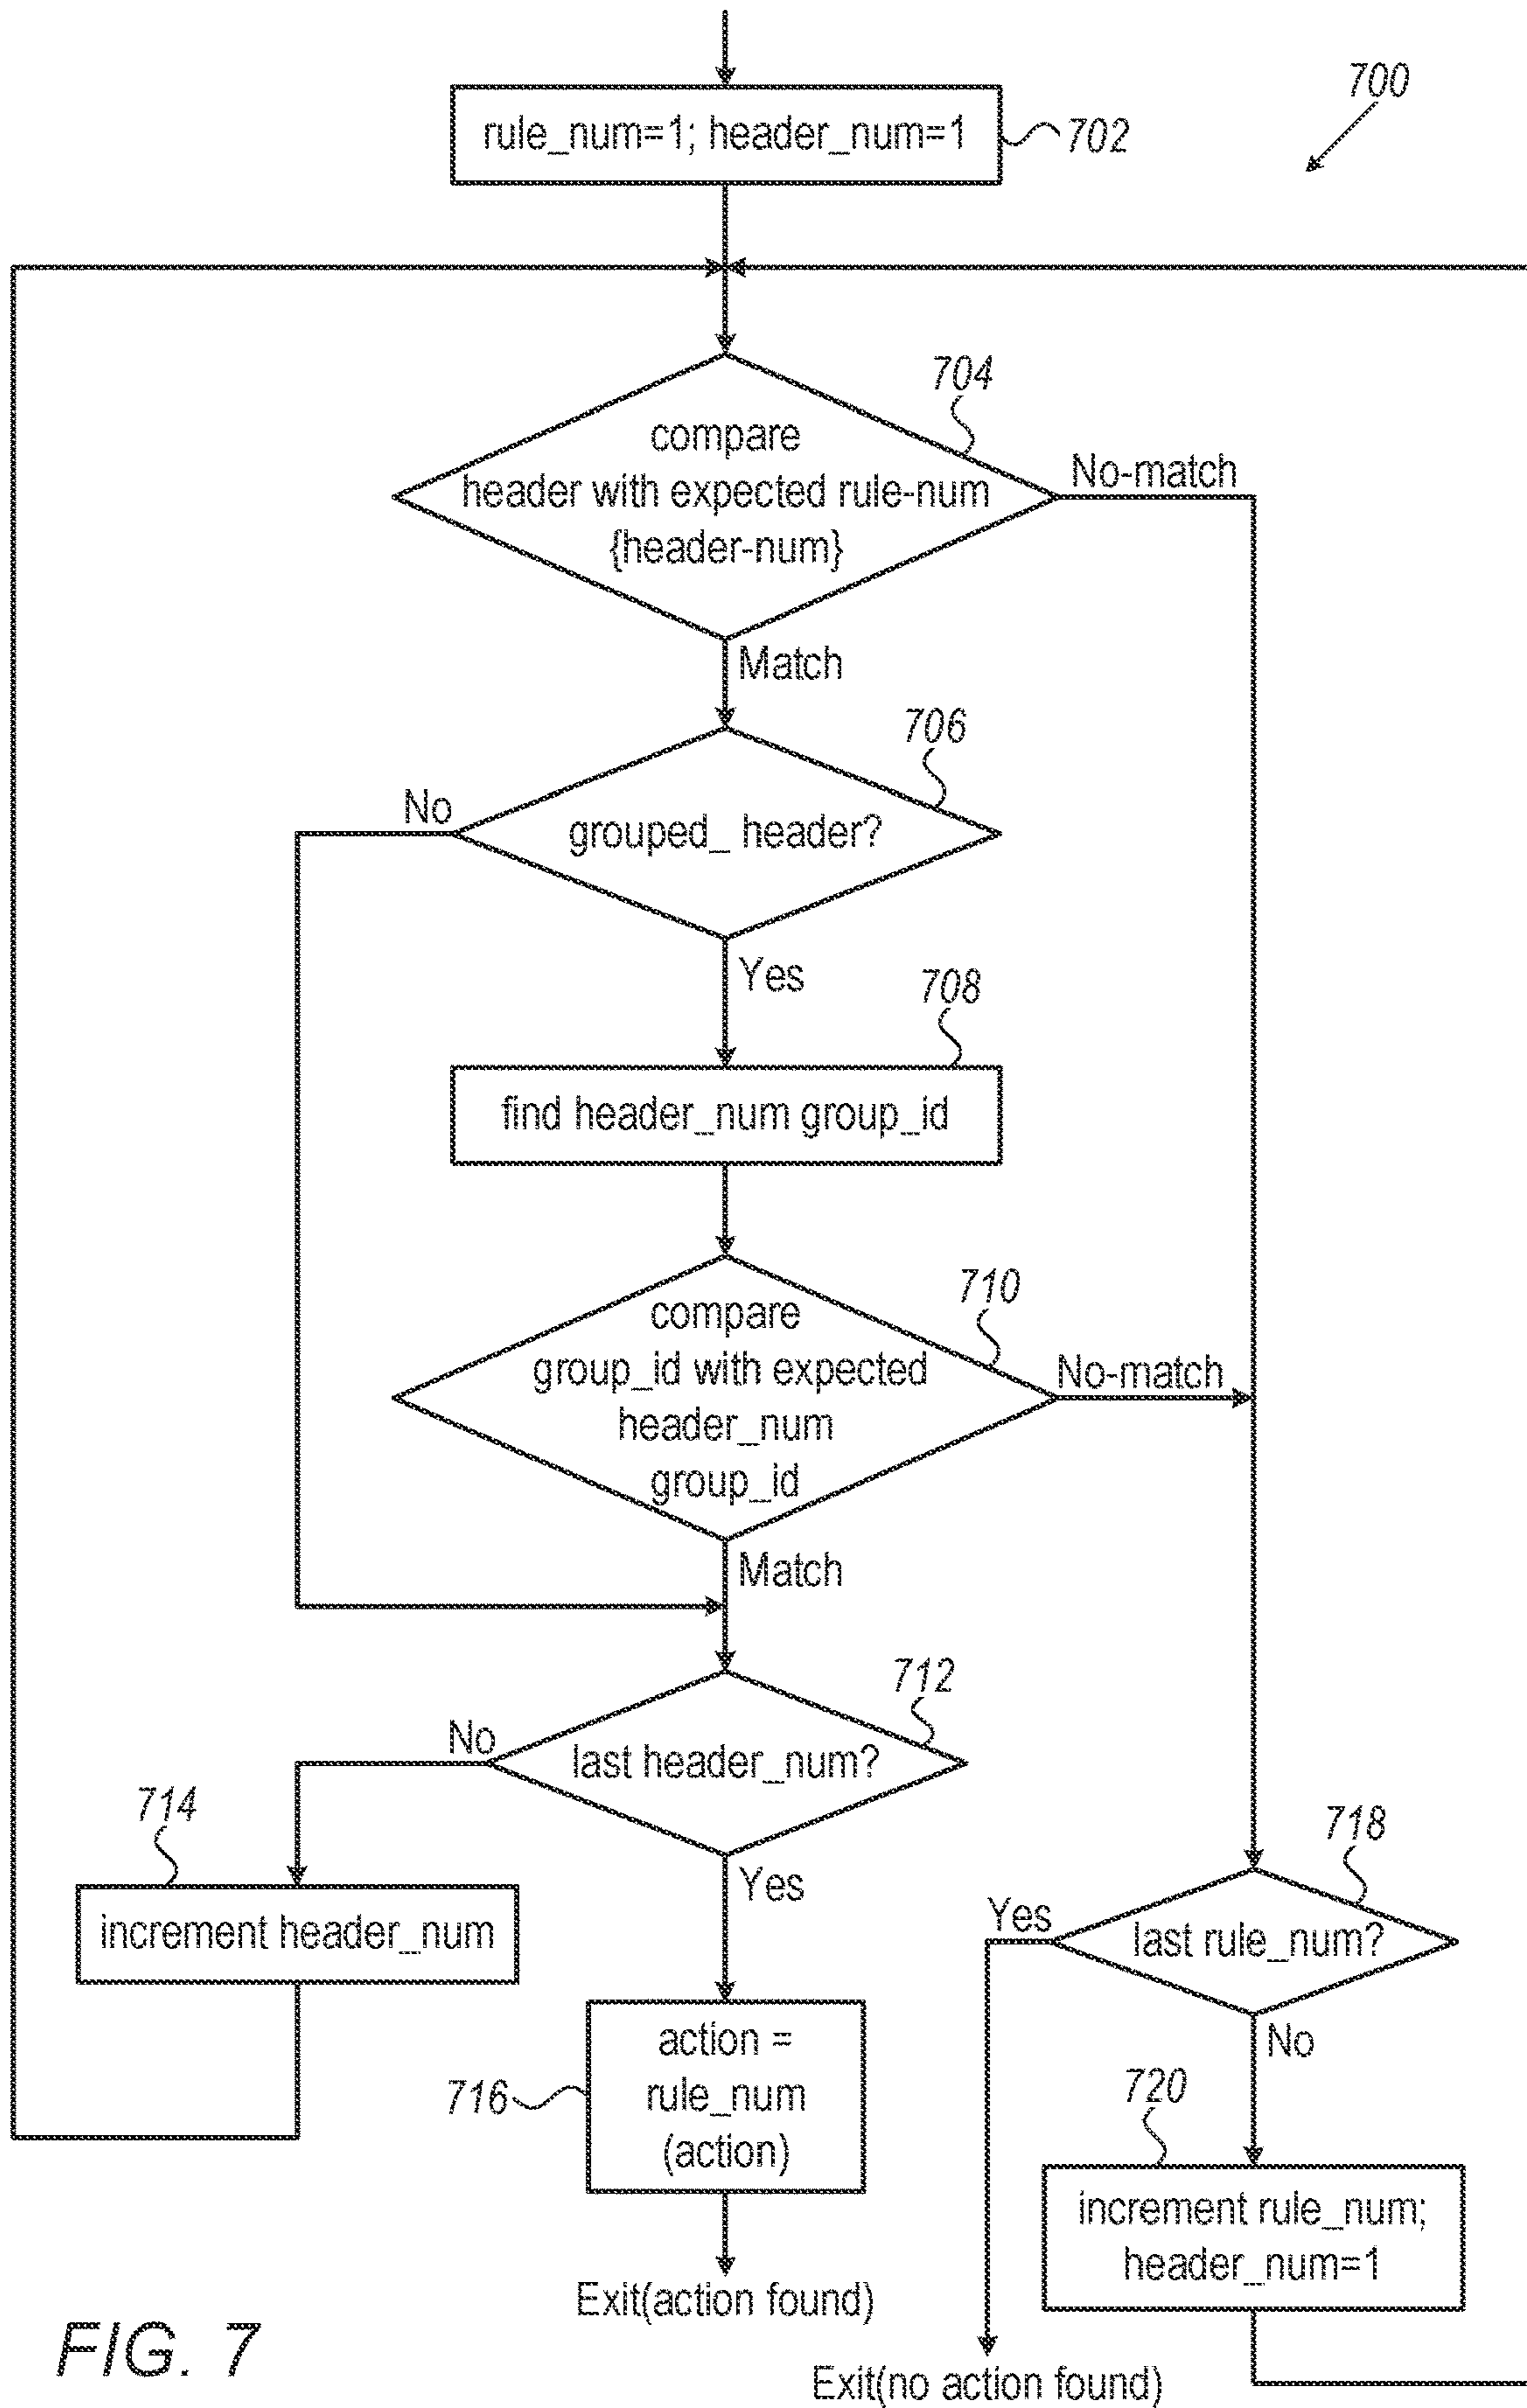 700
rule_num=1; header_num=1
702
704
compare
header with expected rule-num
{header-num}
No-match
Match
706
No
grouped_ header?
Yes
708
find header_num group_id
710
compare
group_id with expected
header_num
group_id
No-match
Match
712
No
last header_num?
714
Yes
718
increment header_num
Yes
last rule_num?
No
716
action =
rule_num
(action)
720
increment rule_num;
header_num=1
Exit(action found)
Exit(no action found)
FIG. 7